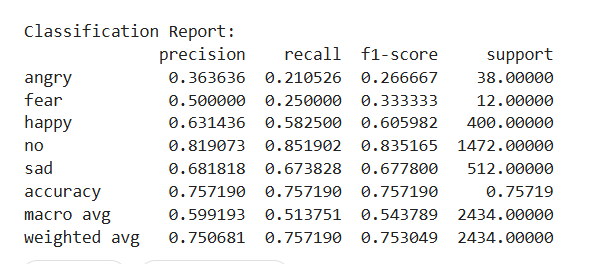 Classification Report:
precision recall f1-score support
angry 0.363636 0.210526 0.266667 38.00000
fear 0.500000 0.250000 0.333333 12.00000
happy 0.631436 0.582500 0.605982 400.00000
no 0.819073 0.851902 0.835165 1472.00000
sad 0.681818 0.673828 0.677800 512.00000
accuracy 0.757190 0.757190 0.757190 0.75719
macro avg 0.599193 0.513751 0.543789 2434.00000
weighted avg 0.750681 0.757190 0.753049 2434.00000